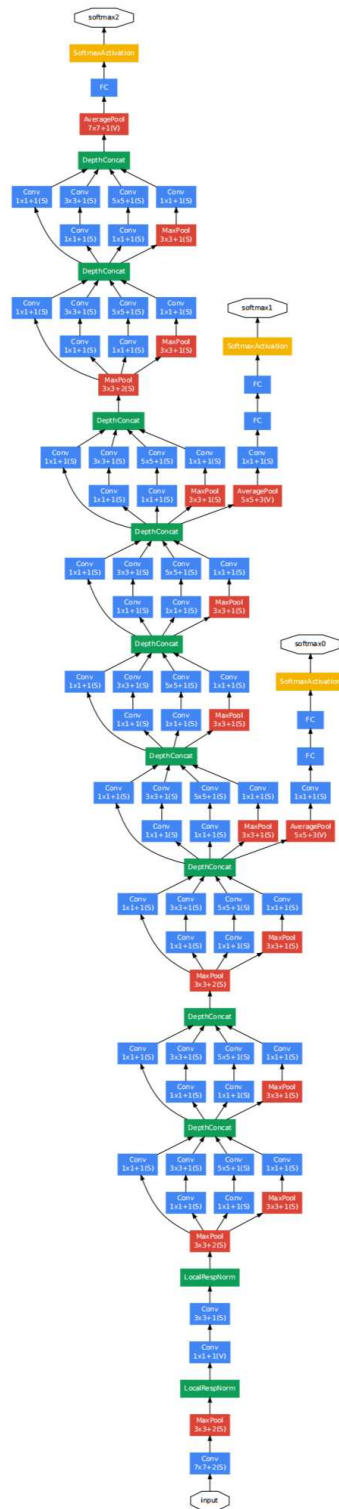 softmax2
SoftmaxActivation
FC
AveragePool
7x7+1(V)
DepthConcat
Conv Conv Conv Conv
1x1+1(S) 3x3+1(S) 5x5+1(S) 1x1+1(S)
Conv Conv MaxPool
1x1+1(S) 1x1+1(S) 3x3+1(S)
DepthConcat
Conv Conv Conv Conv
1x1+1(S) 3x3+1(S) 5x5+1(S) 1x1+1(S)
softmax1
Conv Conv MaxPool
1x1+1(S) 1x1+1(S) 3x3+1(S)
SoftmaxActivation
MaxPool
3x3+2(S)
FC
DepthConcat
FC
Conv Conv Conv Conv Conv
1x1+1(S) 3x3+1(S) 5x5+1(S) 1x1+1(S) 1x1+1(S)
Conv Conv MaxPool AveragePool
1x1+1(S) 1x1+1(S) 3x3+1(S) 5x5+3(V)
DepthConcat
Conv Conv Conv Conv
1x1+1(S) 3x3+1(S) 5x5+1(S) 1x1+1(S)
Conv Conv MaxPool
1x1+1(S) 1x1+1(S) 3x3+1(S)
DepthConcat
softmax0
Conv Conv Conv Conv
1x1+1(S) 3x3+1(S) 5x5+1(S) 1x1+1(S)
SoftmaxActivation
Conv Conv MaxPool
1x1+1(S) 1x1+1(S) 3x3+1(S)
FC
DepthConcat
FC
Conv Conv Conv Conv Conv
1x1+1(S) 3x3+1(S) 5x5+1(S) 1x1+1(S) 1x1+1(S)
Conv Conv MaxPool AveragePool
1x1+1(S) 1x1+1(S) 3x3+1(S) 5x5+3(V)
DepthConcat
Conv Conv Conv Conv
1x1+1(S) 3x3+1(S) 5x5+1(S) 1x1+1(S)
Conv Conv MaxPool
1x1+1(S) 1x1+1(S) 3x3+1(S)
MaxPool
3x3+2(S)
DepthConcat
Conv Conv Conv Conv
1x1+1(S) 3x3+1(S) 5x5+1(S) 1x1+1(S)
Conv Conv MaxPool
1x1+1(S) 1x1+1(S) 3x3+1(S)
DepthConcat
Conv Conv Conv Conv
1x1+1(S) 3x3+1(S) 5x5+1(S) 1x1+1(S)
Conv Conv MaxPool
1x1+1(S) 1x1+1(S) 3x3+1(S)
MaxPool
3x3+2(S)
LocalRespNorm
Conv
3x3+1(S)
Conv
1x1+1(V)
LocalRespNorm
MaxPool
3x3+2(S)
Conv
7x7+2(S)
input